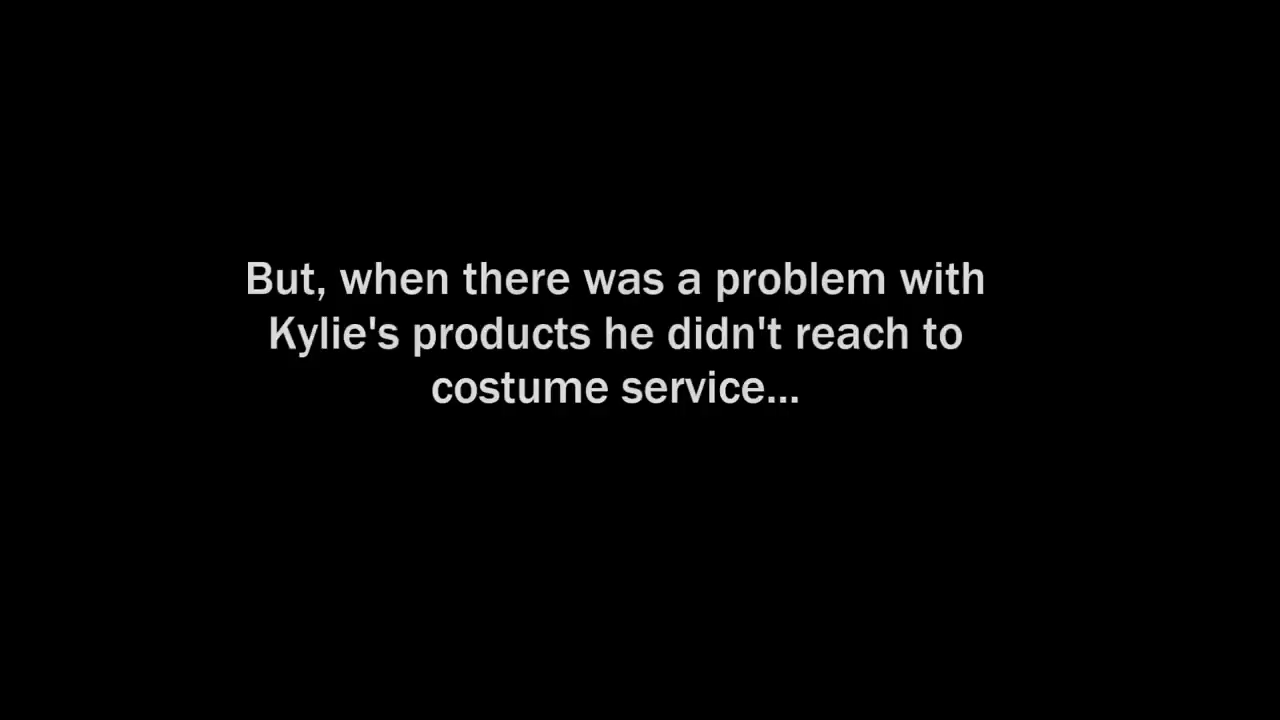 But, when there was a problem with
Kylie's products he didn't reach to
costume service...